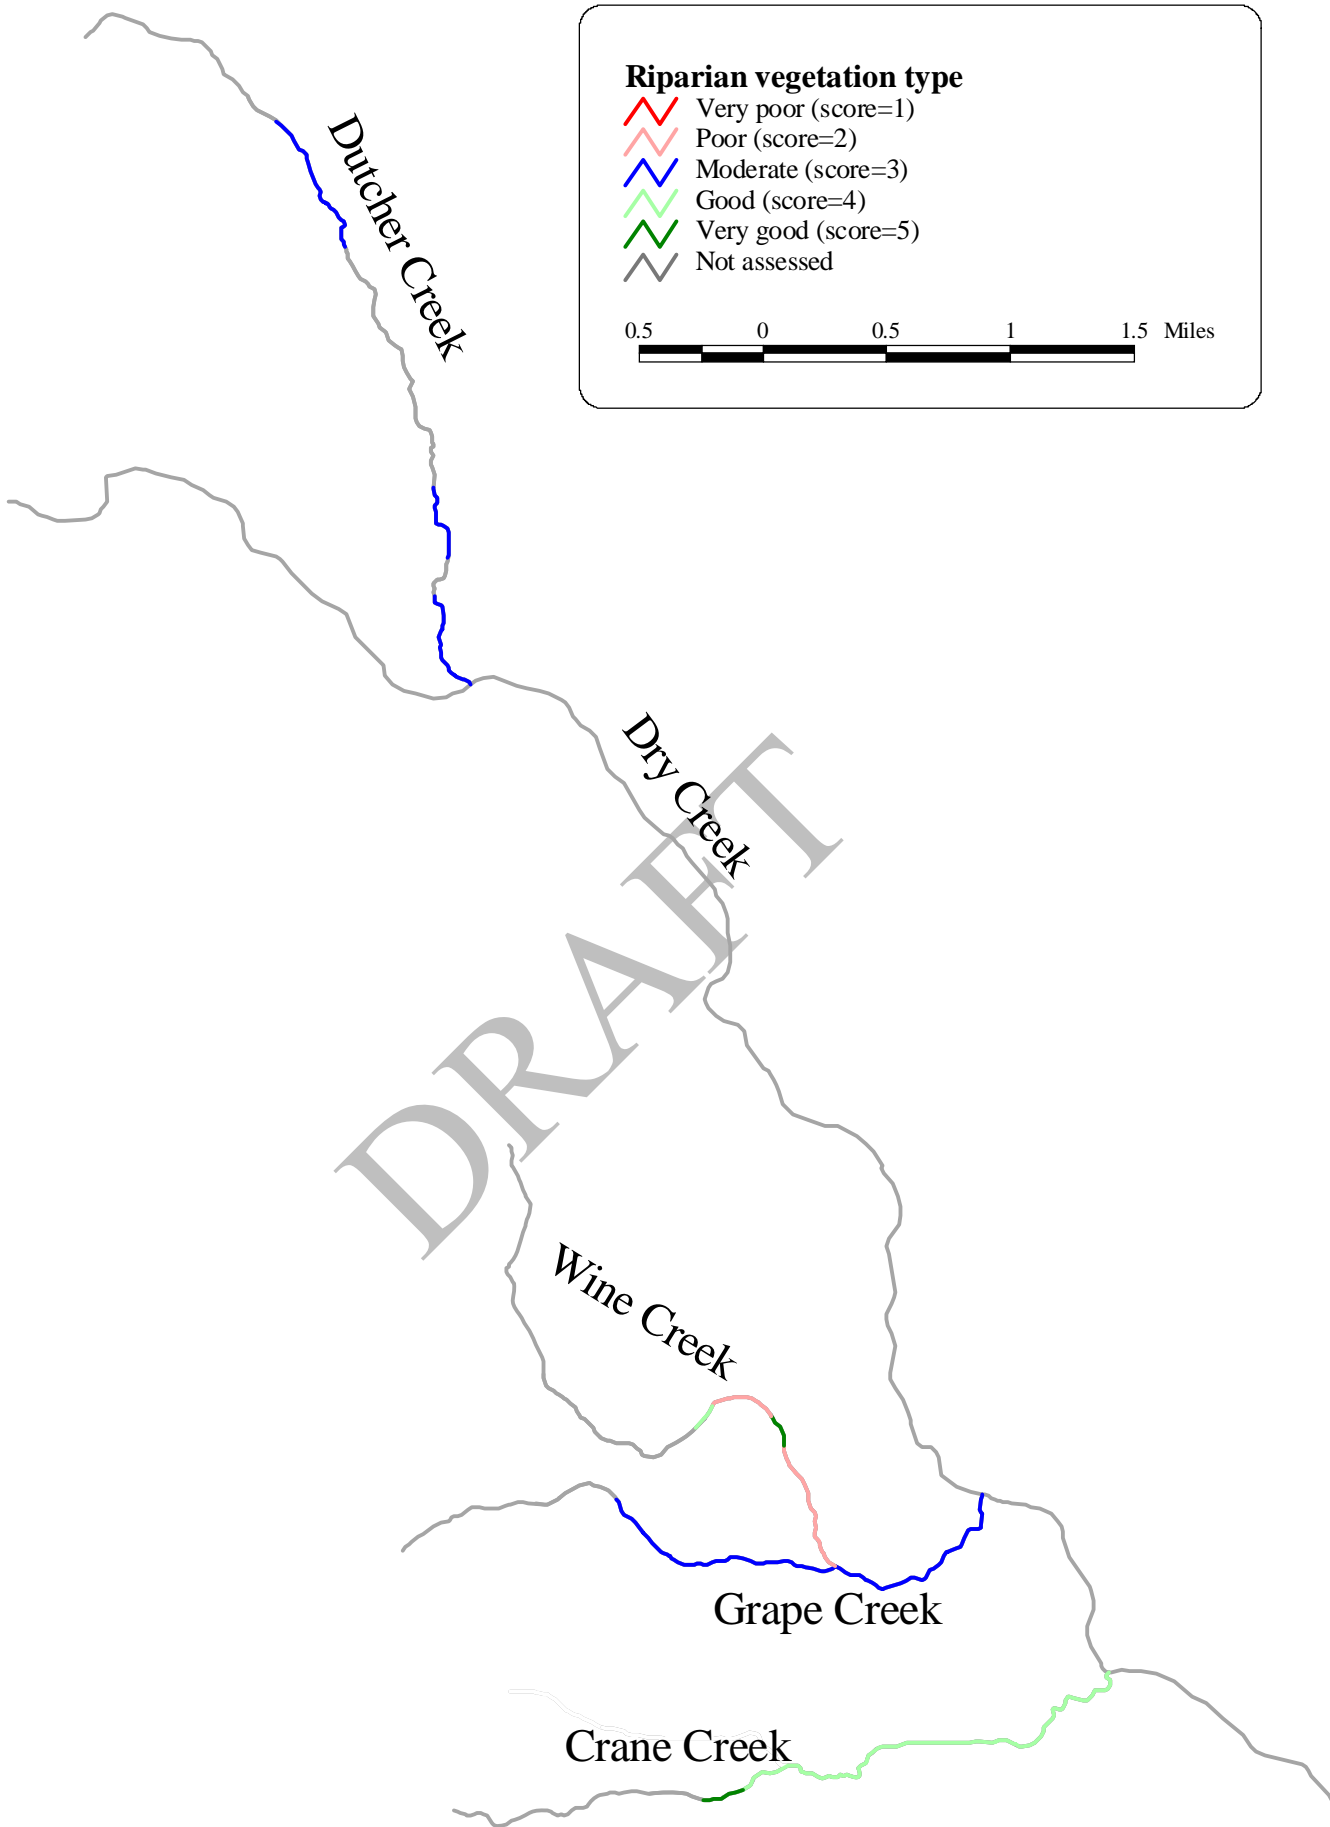 Riparian vegetation type
Very poor (score=1)
Poor (score=2)
Moderate (score=3)
Good (score=4)
Very good (score=5)
Not assessed
0.5 0 0.5 1 1.5 Miles
Dutcher Creek
Dry Creek
DRAFT
Wine Creek
Grape Creek
Crane Creek